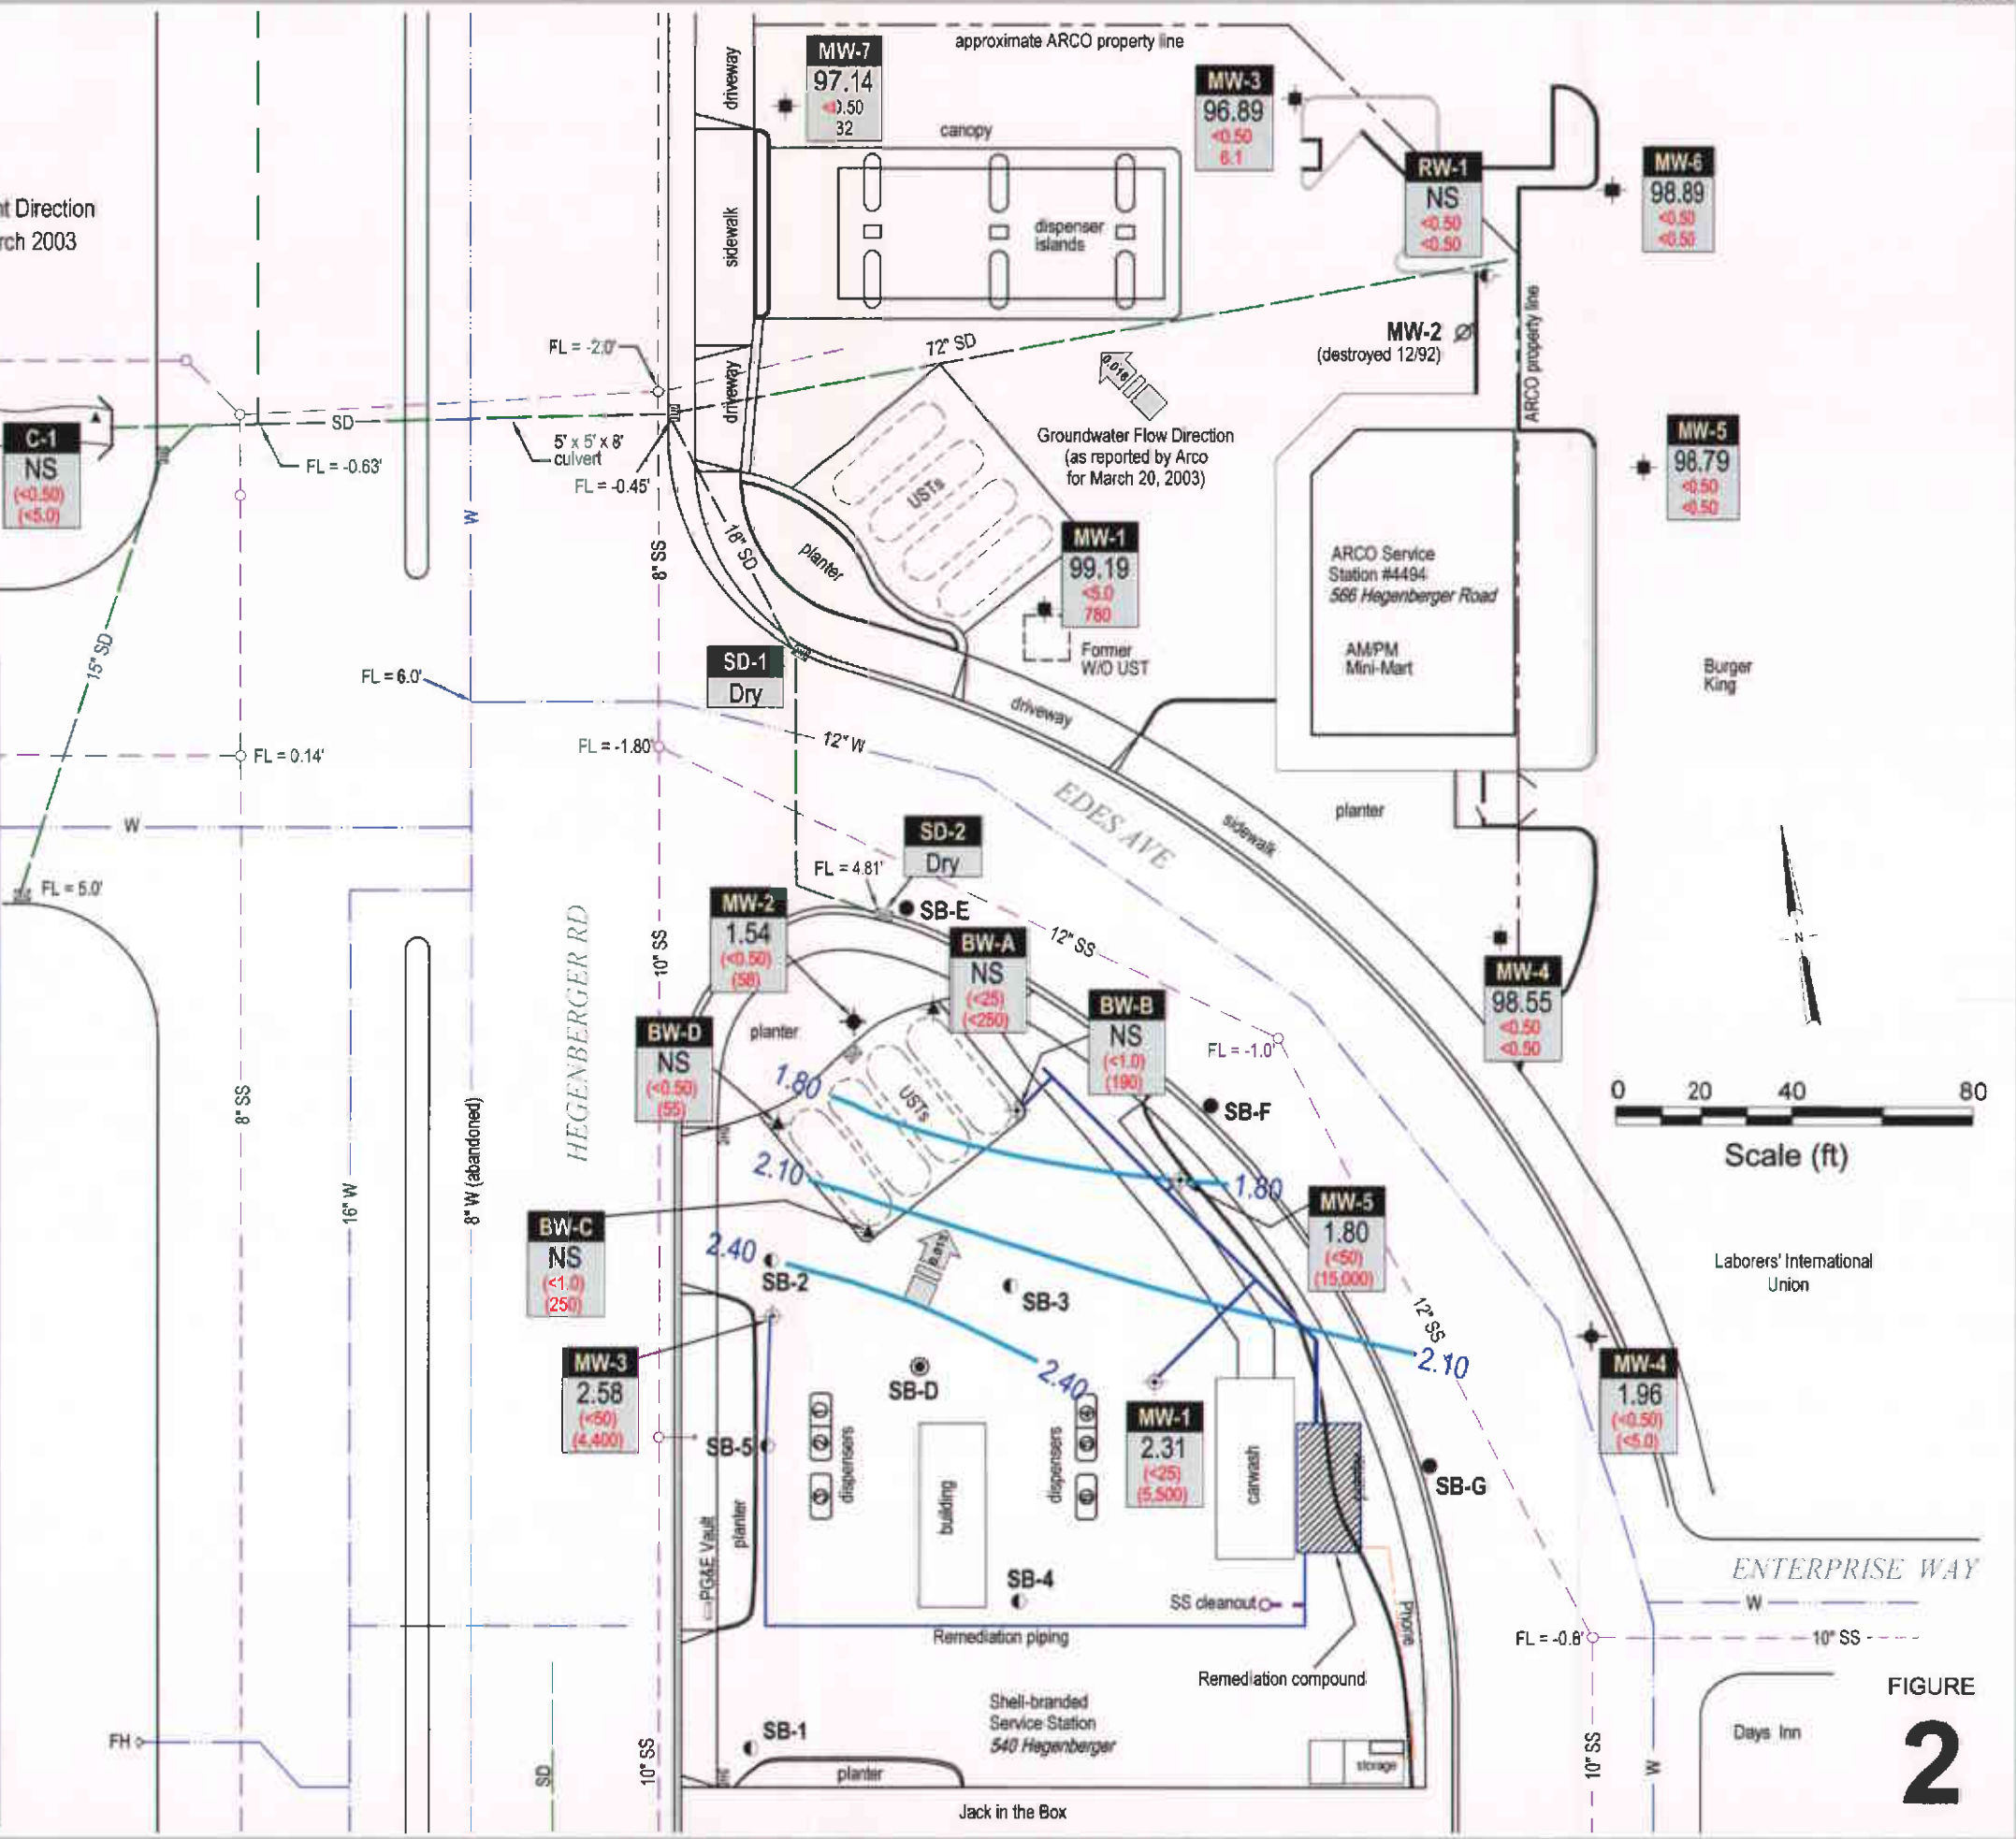 approximate ARCO property line
MW-7
97.14
32
driveway
MW-3
96.89
<0.50
6.1
canopy
RW-1
NS
<0.50
<0.50
MW-6
98.89
<0.50
<0.50
Direction
2003
sidewalk
dispenser
islands
ARCO property line
MW-2
(destroyed 12/92)
FL = -2.0'
72" SD
0.016
driveway
SD
C-1
NS
(<0.50)
(<5.0)
FL = -0.63'
5' x 5' x 8'
culvert
FL = -0.45'
Groundwater Flow Direction
(as reported by Arco
for March 20, 2003)
MW-5
98.79
<0.50
<0.50
USTs
W
18" SD
8" SS
planter
MW-1
99.19
<5.0
780
ARCO Service
Station #4494
566 Hegenberger Road
AM/PM
Mini-Mart
Former
W/O UST
Burger
King
15" SD
SD-1
Dry
FL = 6.0'
driveway
FL = -1.80'
12" W
FL = 0.14'
EDES AVE
sidewalk
planter
W
SD-2
Dry
FL = 4.81'
FL = 5.0'
SB-E
MW-2
1.54
(<0.50)
(58)
HEGENBERGER RD
10" SS
BW-A
NS
(<25)
(<250)
12" SS
N
MW-4
98.55
<0.50
<0.50
BW-B
NS
(<1.0)
(190)
BW-D
NS
(<0.50)
(55)
planter
FL = -1.0'
0 20 40 80
Scale (ft)
1.80
USTs
SB-F
8" SS
16" W
8" W (abandoned)
2.10
1.80
MW-5
1.80
(<50)
(15,000)
BW-C
NS
(<1.0)
(250)
2.40
SB-2
SB-3
Laborers' International
Union
12" SS
2.10
MW-3
2.58
(<50)
(4,400)
SB-D
2.40
MW-4
1.96
(<0.50)
(<5.0)
SB-5
dispensers
building
dispensers
MW-1
2.31
(<25)
(5,500)
carwash
SB-G
PG&E Vault
planter
SB-4
SS cleanout
ENTERPRISE WAY
W
Phone
Remediation piping
FL = -0.8'
10" SS
Remediation compound
Shell-branded
Service Station
540 Hegenberger
FIGURE
2
Days Inn
FH
SB-1
SD
10" SS
planter
storage
10" SS
W
Jack in the Box